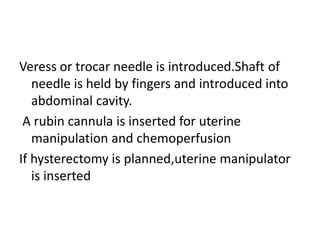 Veress or trocar needle is introduced.Shaft of
needle is held by fingers and introduced into
abdominal cavity.
A rubin cannula is inserted for uterine
manipulation and chemoperfusion
If hysterectomy is planned,uterine manipulator
is inserted